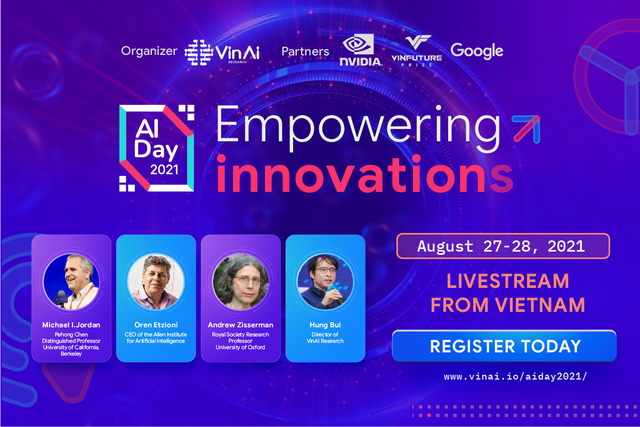 Organizer
VinAi
RESEARCH
Partners
NVIDIA.
VINFUTURE
PRIZE
Google
AI
Day
2021
Empowering
innovations
Michael I.Jordan
Pehong Chen
Distinguished Professor
University of California,
Berkeley
Oren Etzioni
CEO of the Allen Institute
for Artificial Intelligence
Andrew Zisserman
Royal Society Research
Professor
University of Oxford
Hung Bui
Director of
VinAI Research
August 27-28, 2021
LIVESTREAM
FROM VIETNAM
REGISTER TODAY
www.vinai.io/aiday2021/